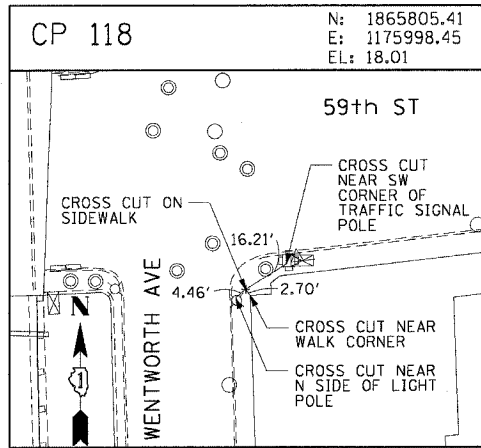 CP 118
N: 1865805.41
E: 1175998.45
EL: 18.01
59th ST
CROSS CUT
NEAR SW
CORNER OF
TRAFFIC SIGNAL
POLE
CROSS CUT ON
SIDEWALK
16.21'
4.46'
2.70'
WENTWORTH AVE
CROSS CUT NEAR
WALK CORNER
CROSS CUT NEAR
N SIDE OF LIGHT
POLE
N
1